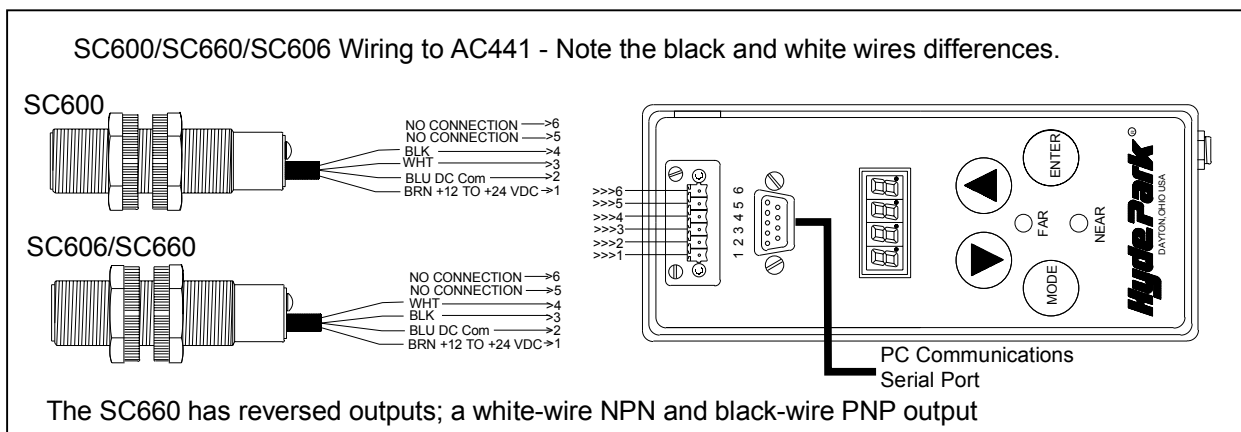 SC600/SC660/SC606 Wiring to AC441 - Note the black and white wires differences.
SC600
NO CONNECTION >6
NO CONNECTION >5
BLK >4
WHT >3
BLU DC Com >2
BRN +12 TO +24 VDC >1
SC606/SC660
NO CONNECTION >6
NO CONNECTION >5
WHT >4
BLK >3
BLU DC Com >2
BRN +12 TO +24 VDC >1
>>>6
>>>5
>>>4
>>>3
>>>2
>>>1
1 2 3 4 5 6
8.8.8.8.
ENTER
MODE
FAR
NEAR
HydePark®
DAYTON,OHIO USA
PC Communications
Serial Port
The SC660 has reversed outputs; a white-wire NPN and black-wire PNP output